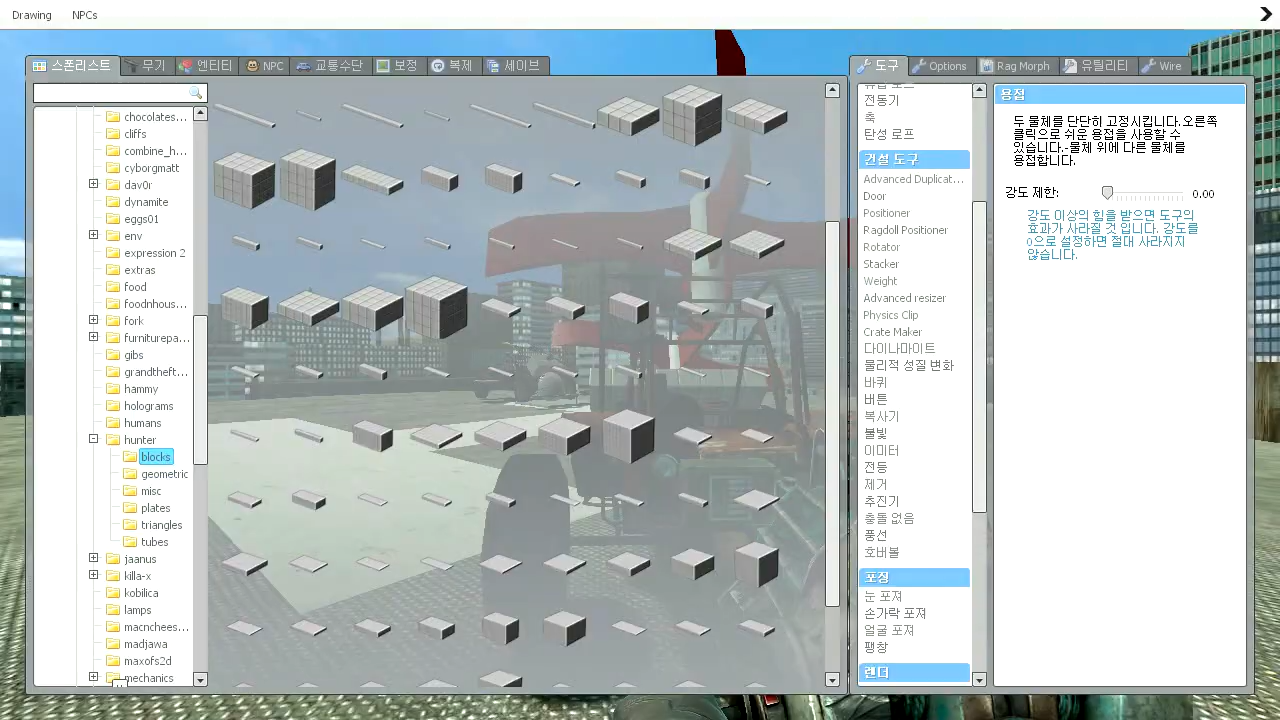 Drawing NPCs
스폰리스트 무기 엔티티 NPC 교통수단 보정 복제 세이브
chocolates...
cliffs
combine_h...
cyborgmatt
dav0r
dynamite
eggs01
env
expression 2
extras
food
foodnhous...
fork
furniturepa...
gibs
grandtheft...
hammy
holograms
humans
hunter
blocks
geometric
misc
plates
triangles
tubes
jaanus
killa-x
kobilica
lamps
macnchees...
madjawa
maxofs2d
mechan
도구 Options Rag Morph 유틸리티 Wire
전동기
축
탄성 로프
건설 도구
Advanced Duplicat...
Door
Positioner
Ragdoll Positioner
Rotator
Stacker
Weight
Advanced resizer
Physics Clip
Crate Maker
다이나마이트
물리적 성질 변화
바퀴
버튼
복사기
불빛
이미터
전등
제거
추진기
충돌 없음
풍선
호버볼
포징
눈 포져
손가락 포져
얼굴 포져
팽창
렌더
용접
두 물체를 단단히 고정시킵니다.오른쪽
클릭으로 쉬운 용접을 사용할 수
있습니다.-물체 위에 다른 물체를
용접합니다.
강도 제한: 0.00
강도 이상의 힘을 받으면 도구의
효과가 사라질 것 입니다. 강도를
0으로 설정하면 절대 사라지지
않습니다.